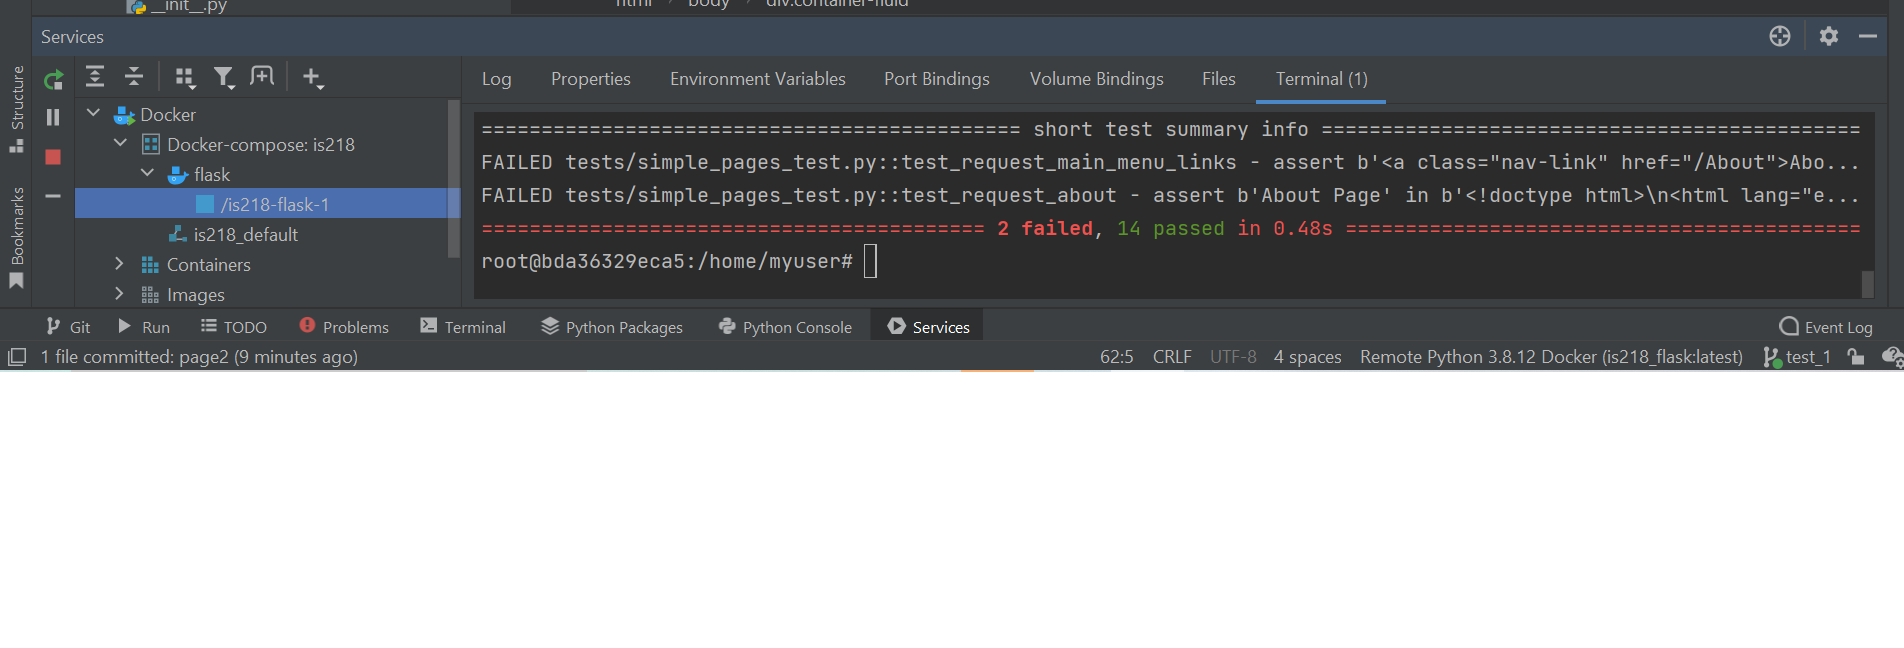 __init__.py
html › body › div.container-fluid
Services
Structure
Bookmarks
Docker
Docker-compose: is218
flask
/is218-flask-1
is218_default
Containers
Images
Log Properties Environment Variables Port Bindings Volume Bindings Files Terminal (1)
============================================= short test summary info =============================================
FAILED tests/simple_pages_test.py::test_request_main_menu_links - assert b'<a class="nav-link" href="/About">Abo...
FAILED tests/simple_pages_test.py::test_request_about - assert b'About Page' in b'<!doctype html>\n<html lang="e...
========================================== 2 failed, 14 passed in 0.48s ===========================================
root@bda36329eca5:/home/myuser#
Git Run TODO Problems Terminal Python Packages Python Console Services Event Log
1 file committed: page2 (9 minutes ago) 62:5 CRLF UTF-8 4 spaces Remote Python 3.8.12 Docker (is218_flask:latest) test_1